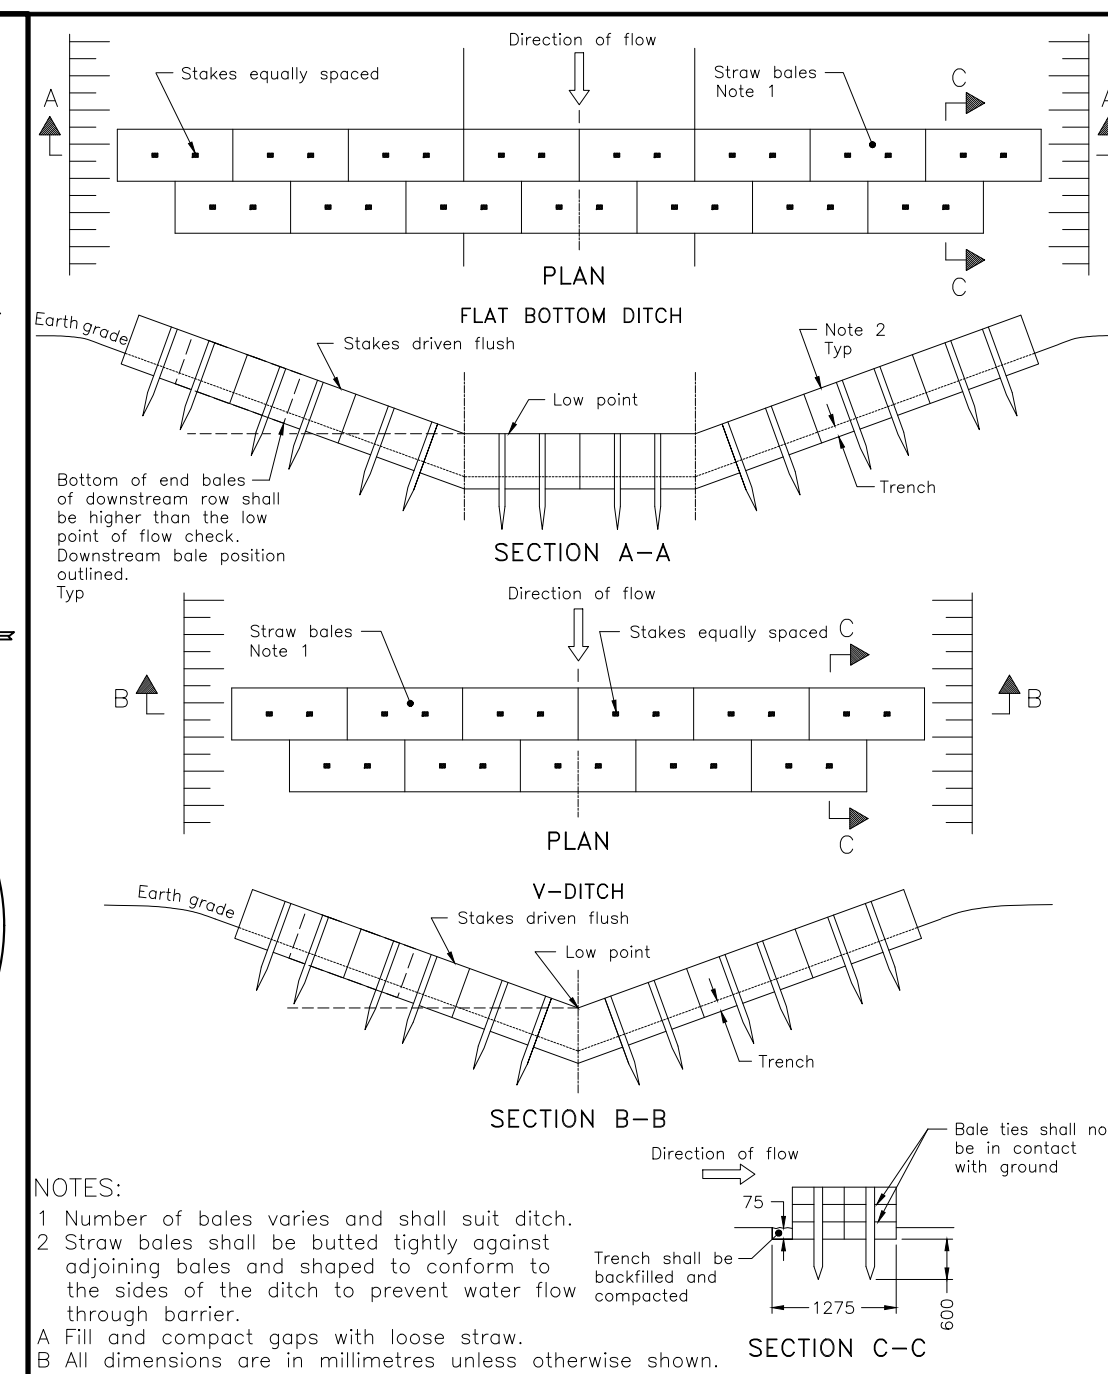 Direction of flow
Stakes equally spaced
Straw bales
Note 1
C
A
A
C
PLAN
FLAT BOTTOM DITCH
Earth grade
Stakes driven flush
Note 2
Typ
Low point
Bottom of end bales
of downstream row shall
be higher than the low
point of flow check.
Downstream bale position
outlined.
Typ
Trench
SECTION A-A
Direction of flow
Straw bales
Note 1
Stakes equally spaced
C
B
B
C
PLAN
V-DITCH
Earth grade
Stakes driven flush
Low point
Trench
SECTION B-B
Direction of flow
Bale ties shall no
be in contact
with ground
75
Trench shall be
backfilled and
compacted
1275
600
SECTION C-C
NOTES:
1 Number of bales varies and shall suit ditch.
2 Straw bales shall be butted tightly against
adjoining bales and shaped to conform to
the sides of the ditch to prevent water flow
through barrier.
A Fill and compact gaps with loose straw.
B All dimensions are in millimetres unless otherwise shown.